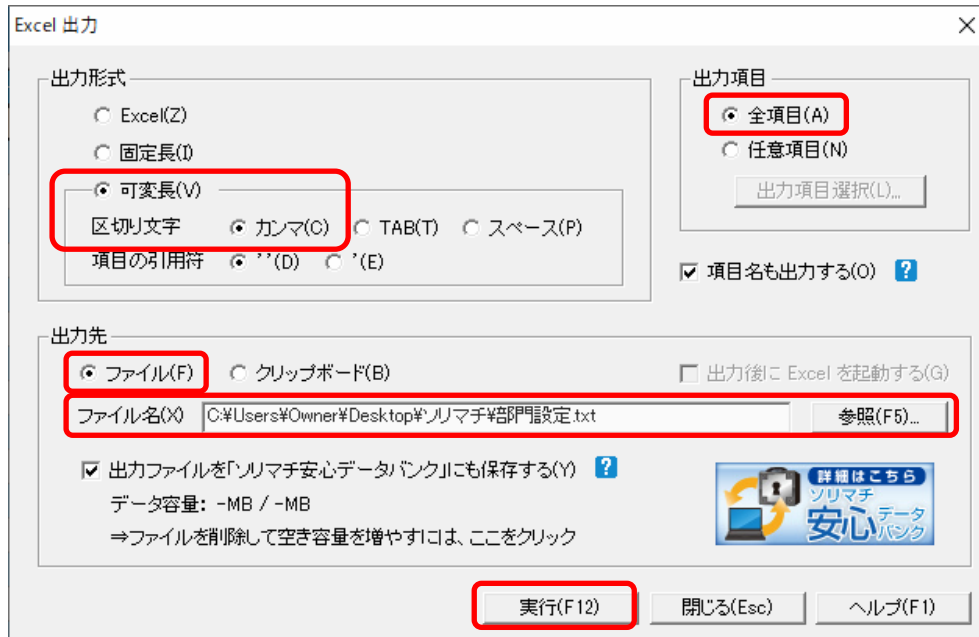 Excel 出力
出力形式
Excel(Z)
固定長(I)
可変長(V)
区切り文字 カンマ(C) TAB(T) スペース(P)
項目の引用符 ''(D) '(E)
出力項目
全項目(A)
任意項目(N)
出力項目選択(L)...
項目名も出力する(O) ?
出力先
ファイル(F) クリップボード(B) 出力後に Excel を起動する(G)
ファイル名(X) C:¥Users¥Owner¥Desktop¥ソリマチ¥部門設定.txt 参照(F5)...
出力ファイルを「ソリマチ安心データバンク」にも保存する(Y) ?
データ容量: -MB / -MB
⇒ファイルを削除して空き容量を増やすには、ここをクリック
詳細はこちら
ソリマチ
安心データバンク
実行(F12) 閉じる(Esc) ヘルプ(F1)